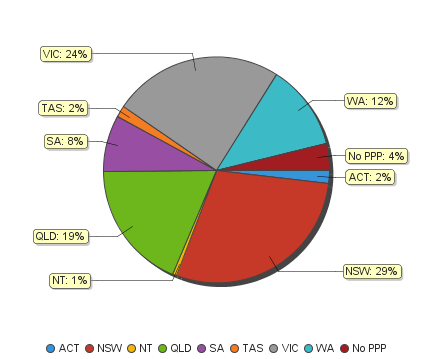 VIC: 24%
WA: 12%
TAS: 2%
SA: 8%
No PPP: 4%
ACT: 2%
QLD: 19%
NSW: 29%
NT: 1%
ACT NSW NT QLD SA TAS VIC WA No PPP